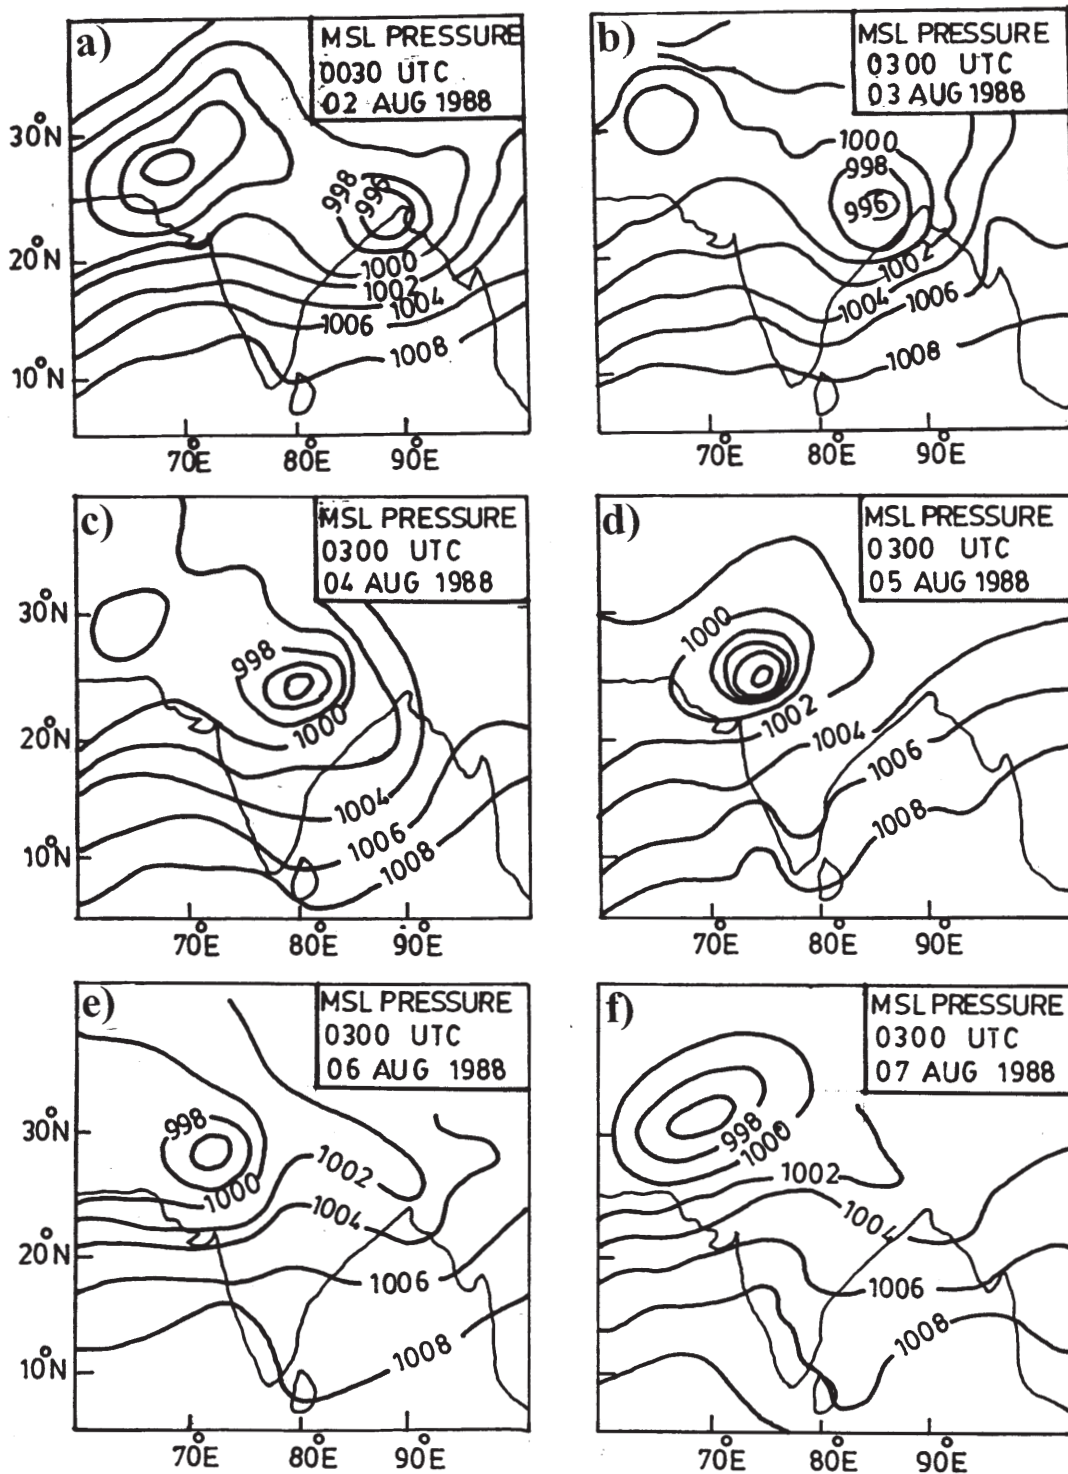 a)
MSL PRESSURE
0030 UTC
02 AUG 1988
30°N
20°N
10°N
998
996
1000
1002
1004
1006
1008
70°E
80°E
90°E
b)
MSL PRESSURE
0300 UTC
03 AUG 1988
1000
998
996
1002
1004
1006
1008
70°E
80°E
90°E
c)
MSL PRESSURE
0300 UTC
04 AUG 1988
30°N
20°N
10°N
998
1000
1004
1006
1008
70°E
80°E
90°E
d)
MSL PRESSURE
0300 UTC
05 AUG 1988
1000
1002
1004
1006
1008
70°E
80°E
90°E
e)
MSL PRESSURE
0300 UTC
06 AUG 1988
30°N
20°N
10°N
998
1000
1002
1004
1006
1008
70°E
80°E
90°E
f)
MSL PRESSURE
0300 UTC
07 AUG 1988
998
1000
1002
1004
1006
1008
70°E
80°E
90°E